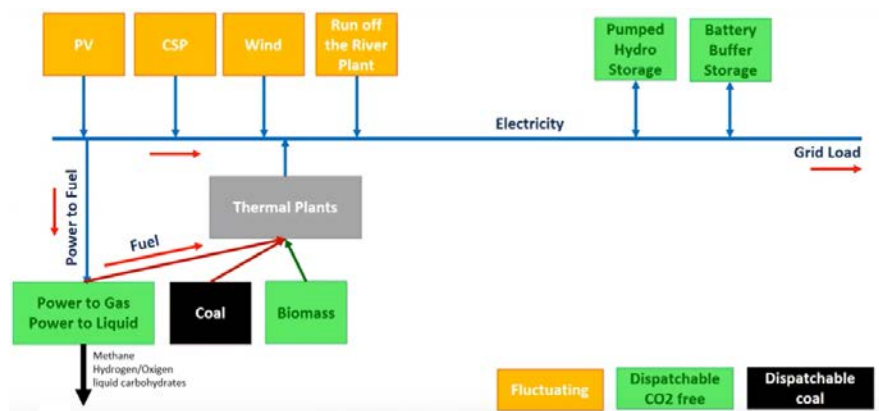 PV
CSP
Wind
Run off
the River
Plant
Pumped
Hydro
Storage
Battery
Buffer
Storage
Electricity
Grid Load
Power to Fuel
Thermal Plants
Fuel
Power to Gas
Power to Liquid
Coal
Biomass
Methane
Hydrogen/Oxigen
liquid carbohydrates
Fluctuating
Dispatchable
CO2 free
Dispatchable
coal